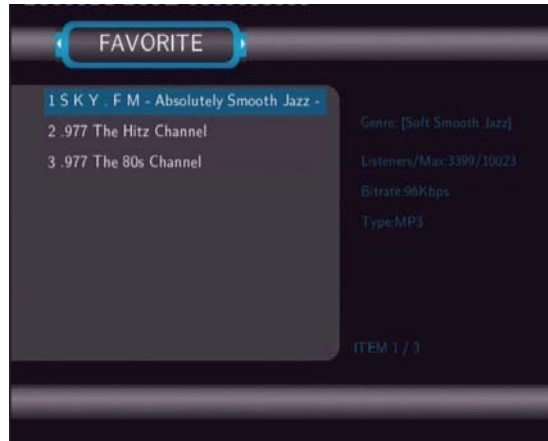 FAVORITE
1 S K Y . F M - Absolutely Smooth Jazz -
2 .977 The Hitz Channel
3 .977 The 80s Channel
Genre: [Soft Smooth Jazz]
Listeners/Max:3399/10023
Bitrate:96Kbps
Type:MP3
ITEM 1 / 3